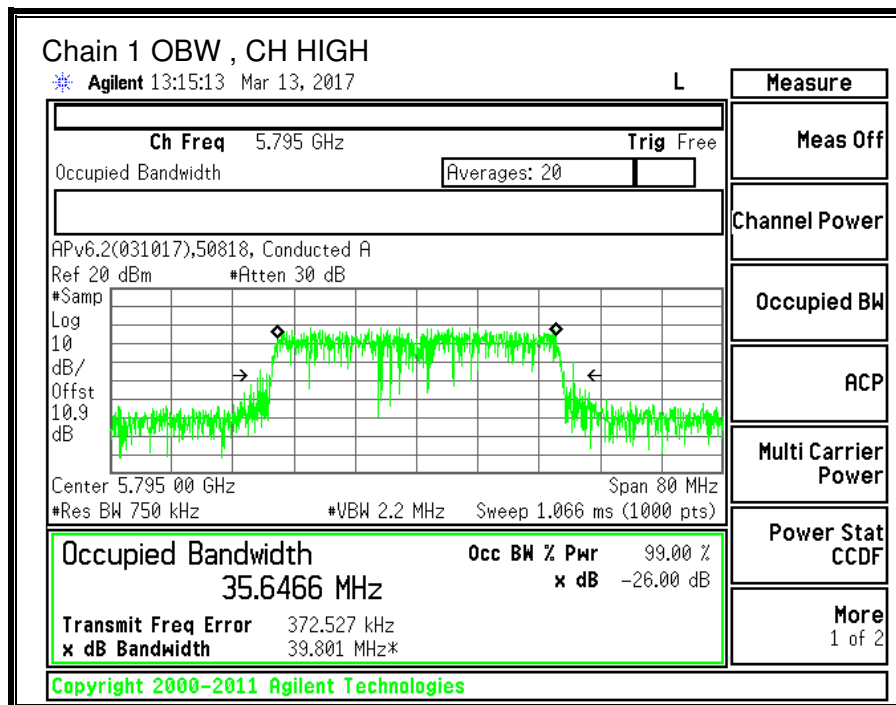 Chain 1 OBW , CH HIGH
Agilent 13:15:13 Mar 13, 2017 L Measure
Ch Freq 5.795 GHz Trig Free
Meas Off
Occupied Bandwidth Averages: 20
Channel Power
APv6.2(031017),50818, Conducted A
Ref 20 dBm #Atten 30 dB
#Samp
Log
10
dB/
Offst
10.9
dB
Occupied BW
ACP
Multi Carrier
Power
Center 5.795 00 GHz Span 80 MHz
#Res BW 750 kHz #VBW 2.2 MHz Sweep 1.066 ms (1000 pts)
Power Stat
CCDF
Occupied Bandwidth Occ BW % Pwr 99.00 %
35.6466 MHz x dB -26.00 dB
Transmit Freq Error 372.527 kHz
x dB Bandwidth 39.801 MHz*
More
1 of 2
Copyright 2000-2011 Agilent Technologies